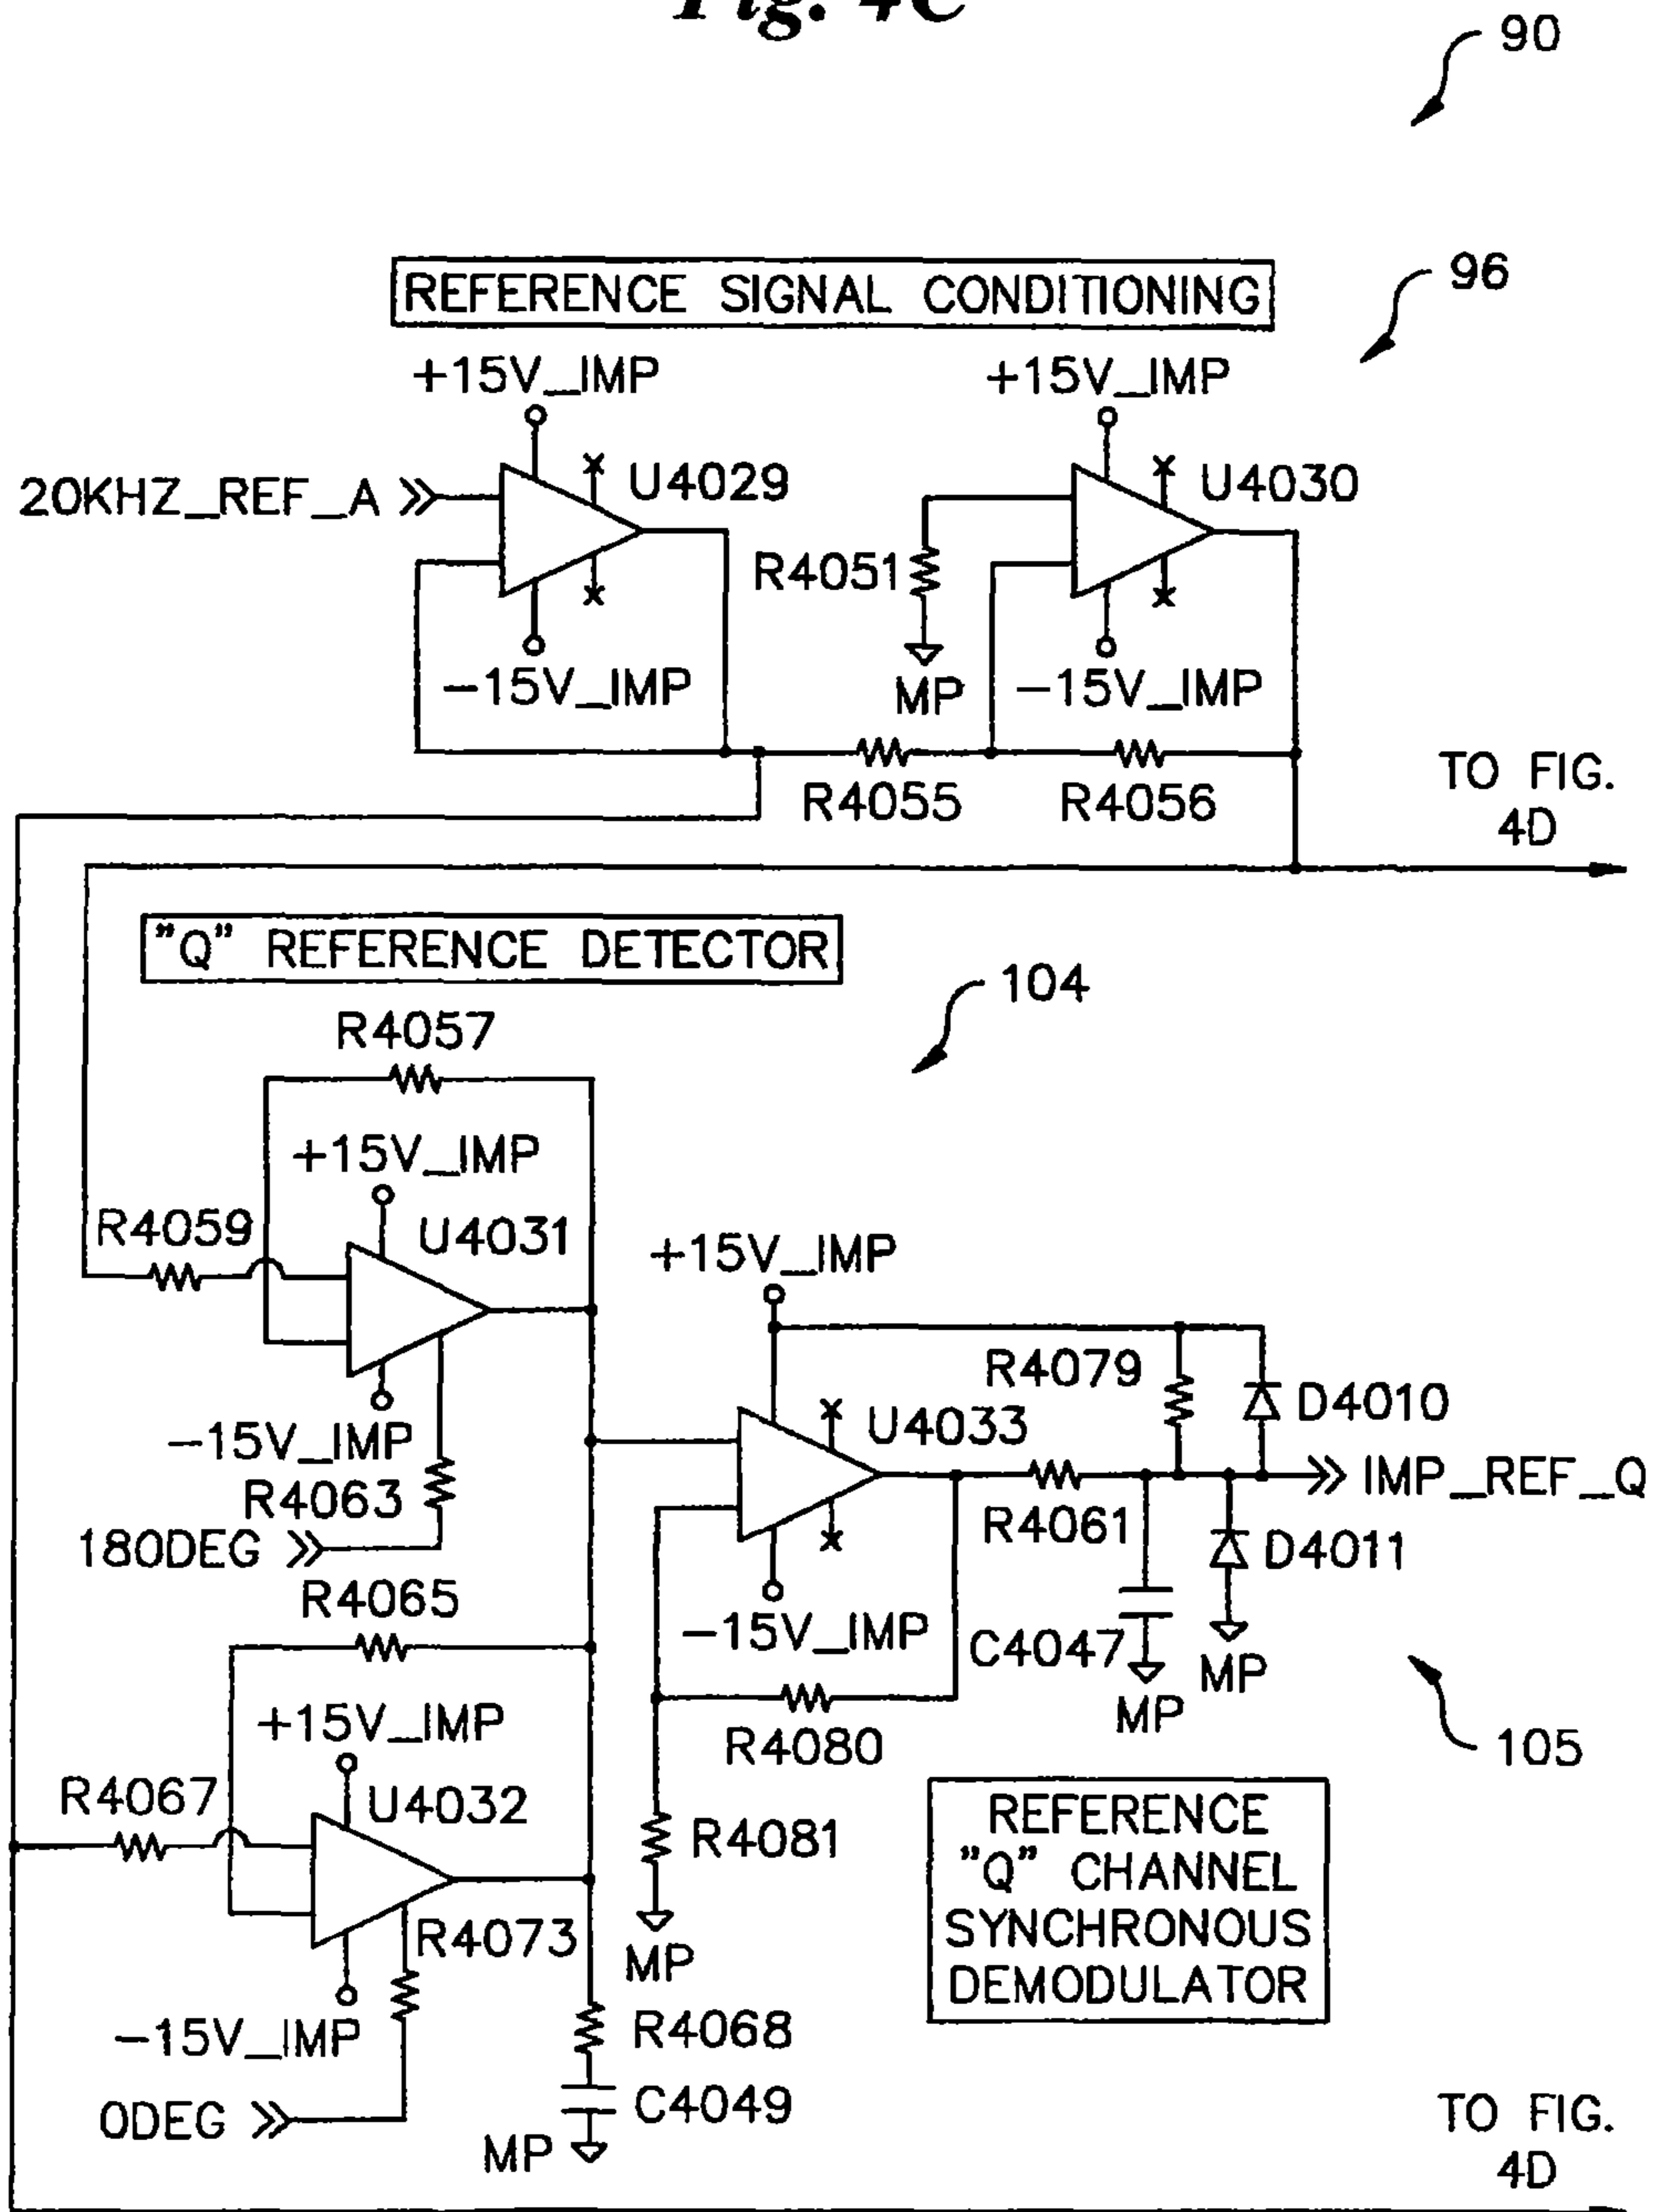 Fig. 4C
90
REFERENCE SIGNAL CONDITIONING
96
+15V_IMP
+15V_IMP
20KHZ_REF_A
U4029
U4030
R4051
-15V_IMP
MP
-15V_IMP
R4055
R4056
TO FIG.
4D
"Q" REFERENCE DETECTOR
104
R4057
+15V_IMP
R4059
U4031
+15V_IMP
R4079
D4010
-15V_IMP
U4033
IMP_REF_Q
R4063
R4061
180DEG
D4011
R4065
-15V_IMP
C4047
MP
MP
+15V_IMP
R4080
105
R4067
U4032
R4081
REFERENCE
"Q" CHANNEL
SYNCHRONOUS
DEMODULATOR
R4073
MP
-15V_IMP
R4068
0DEG
C4049
MP
TO FIG.
4D